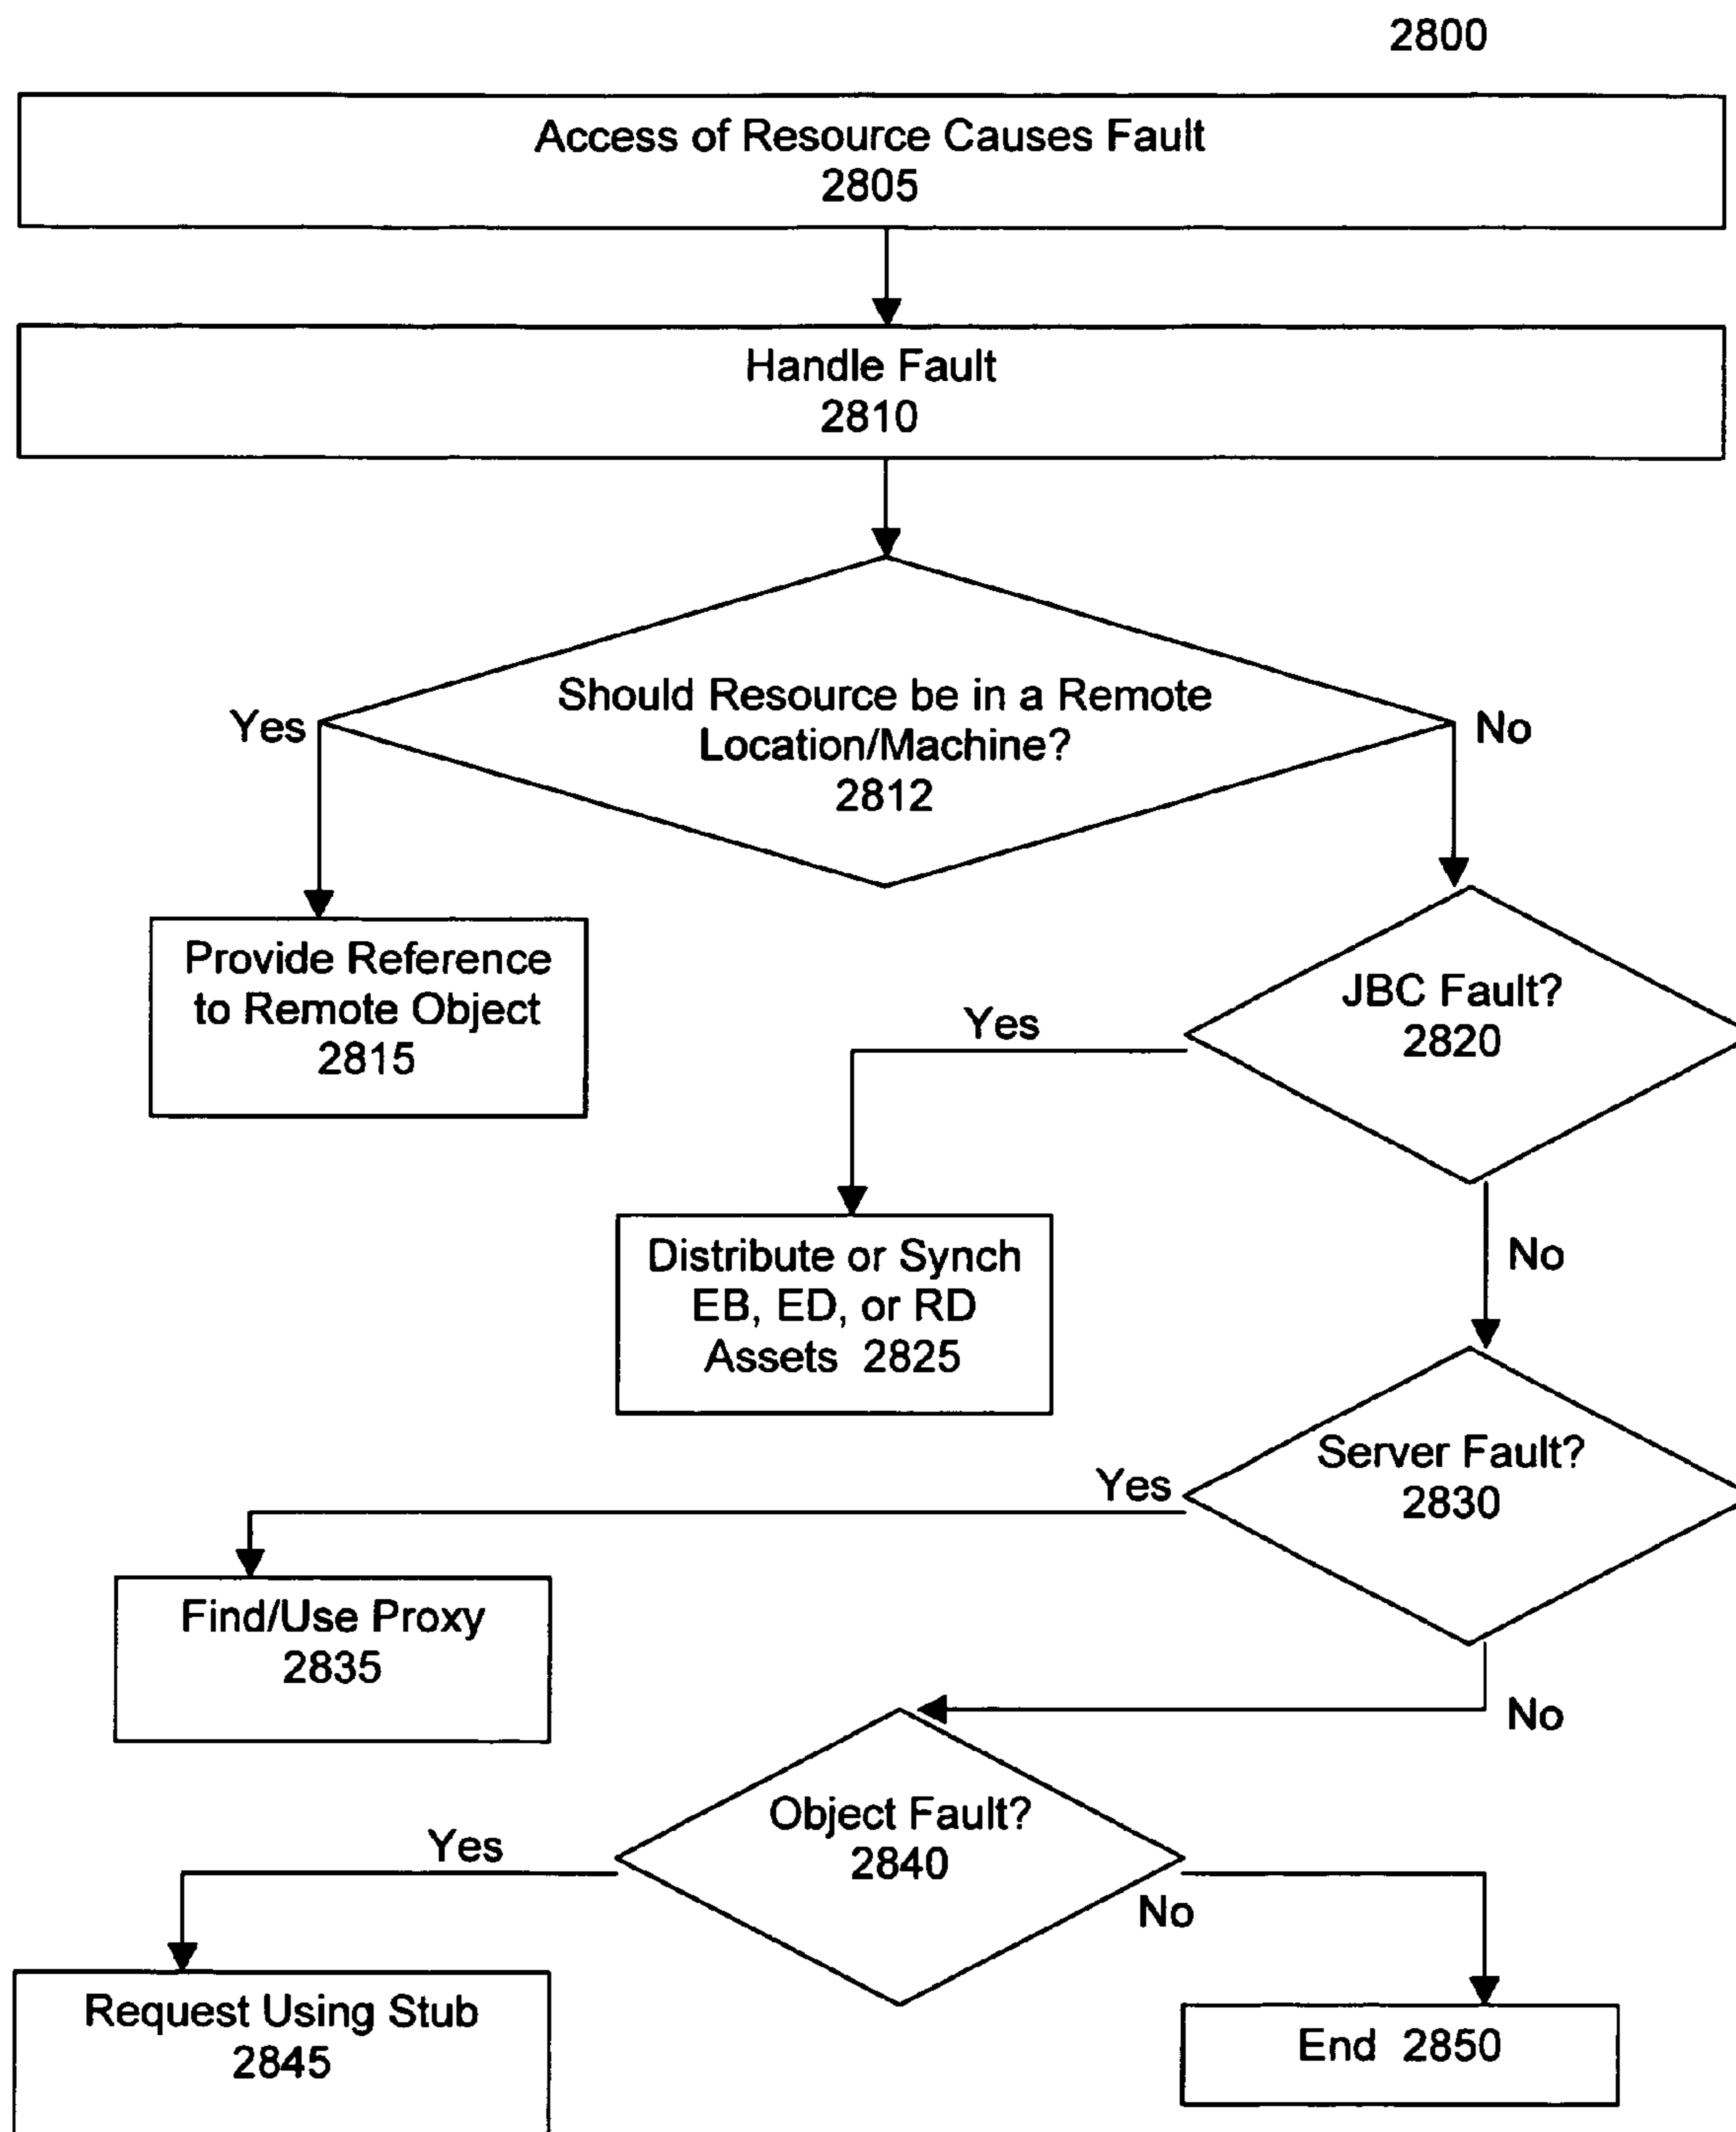 2800
Access of Resource Causes Fault
2805
Handle Fault
2810
Should Resource be in a Remote
Location/Machine?
2812
Yes
No
Provide Reference
to Remote Object
2815
JBC Fault?
2820
Yes
No
Distribute or Synch
EB, ED, or RD
Assets 2825
Server Fault?
2830
Yes
No
Find/Use Proxy
2835
Object Fault?
2840
Yes
No
Request Using Stub
2845
End 2850